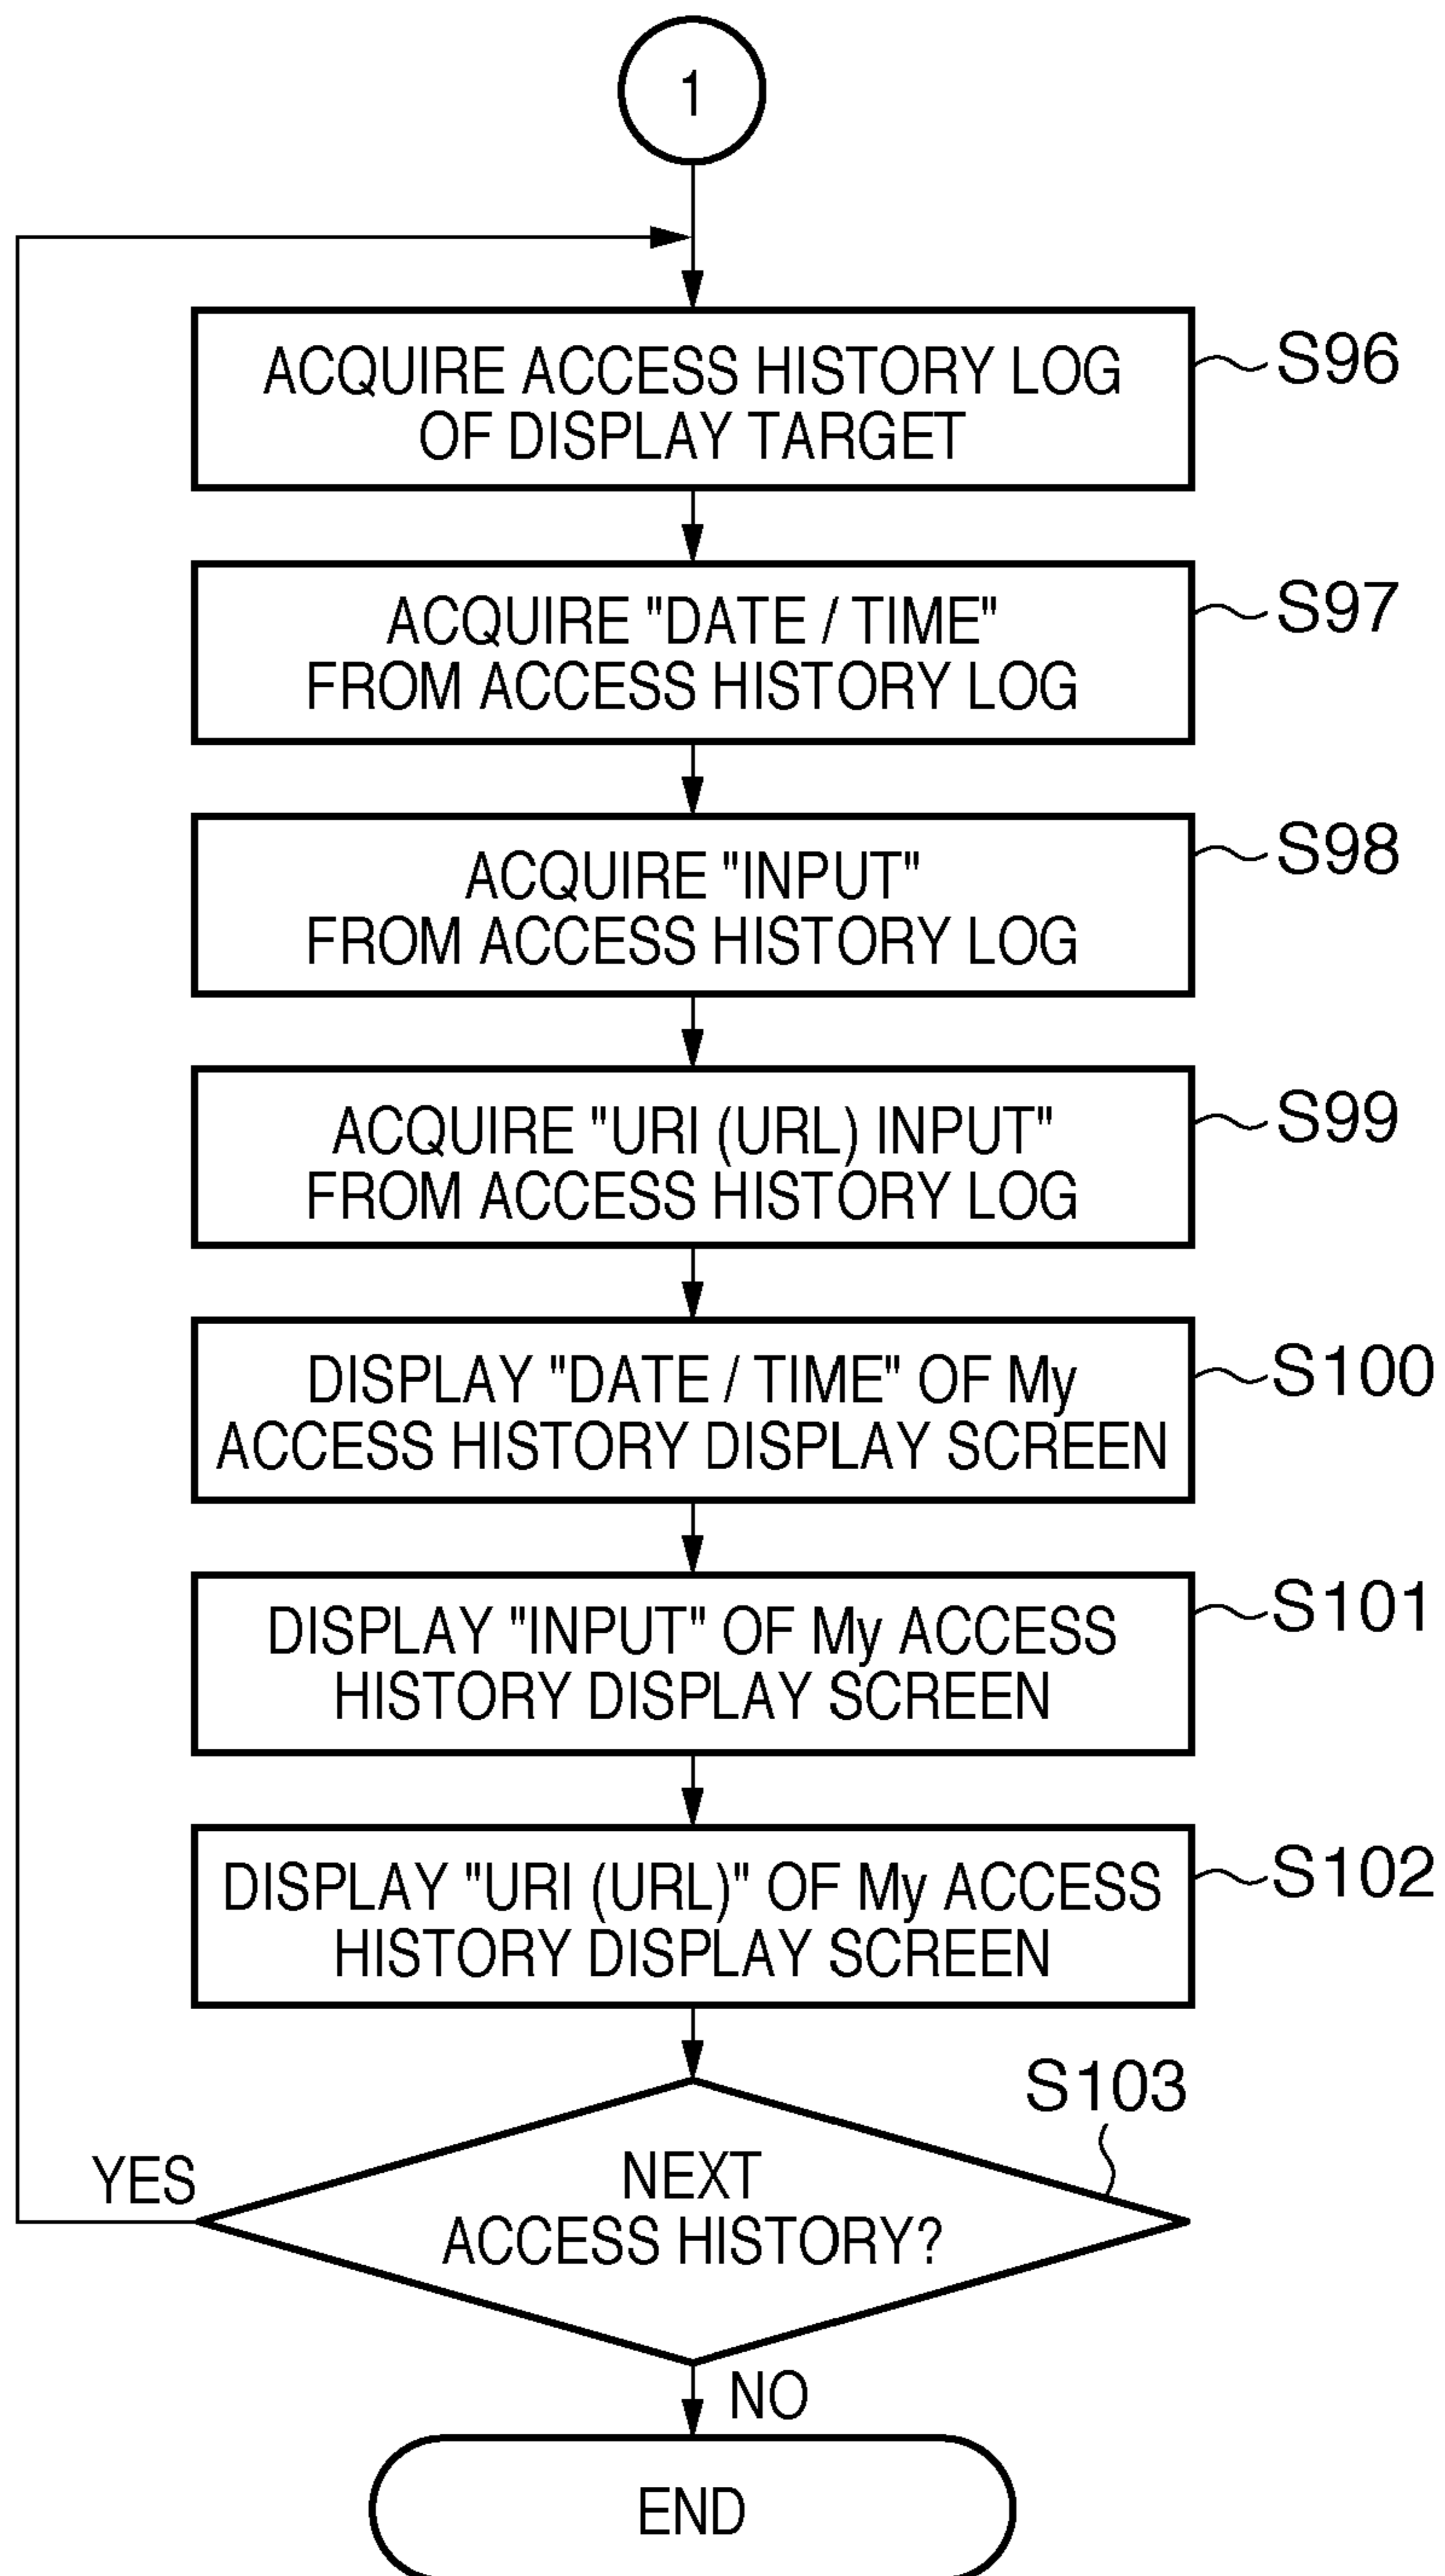 1
ACQUIRE ACCESS HISTORY LOG
OF DISPLAY TARGET
S96
ACQUIRE "DATE / TIME"
FROM ACCESS HISTORY LOG
S97
ACQUIRE "INPUT"
FROM ACCESS HISTORY LOG
S98
ACQUIRE "URI (URL) INPUT"
FROM ACCESS HISTORY LOG
S99
DISPLAY "DATE / TIME" OF My
ACCESS HISTORY DISPLAY SCREEN
S100
DISPLAY "INPUT" OF My ACCESS
HISTORY DISPLAY SCREEN
S101
DISPLAY "URI (URL)" OF My ACCESS
HISTORY DISPLAY SCREEN
S102
S103
YES
NEXT
ACCESS HISTORY?
NO
END